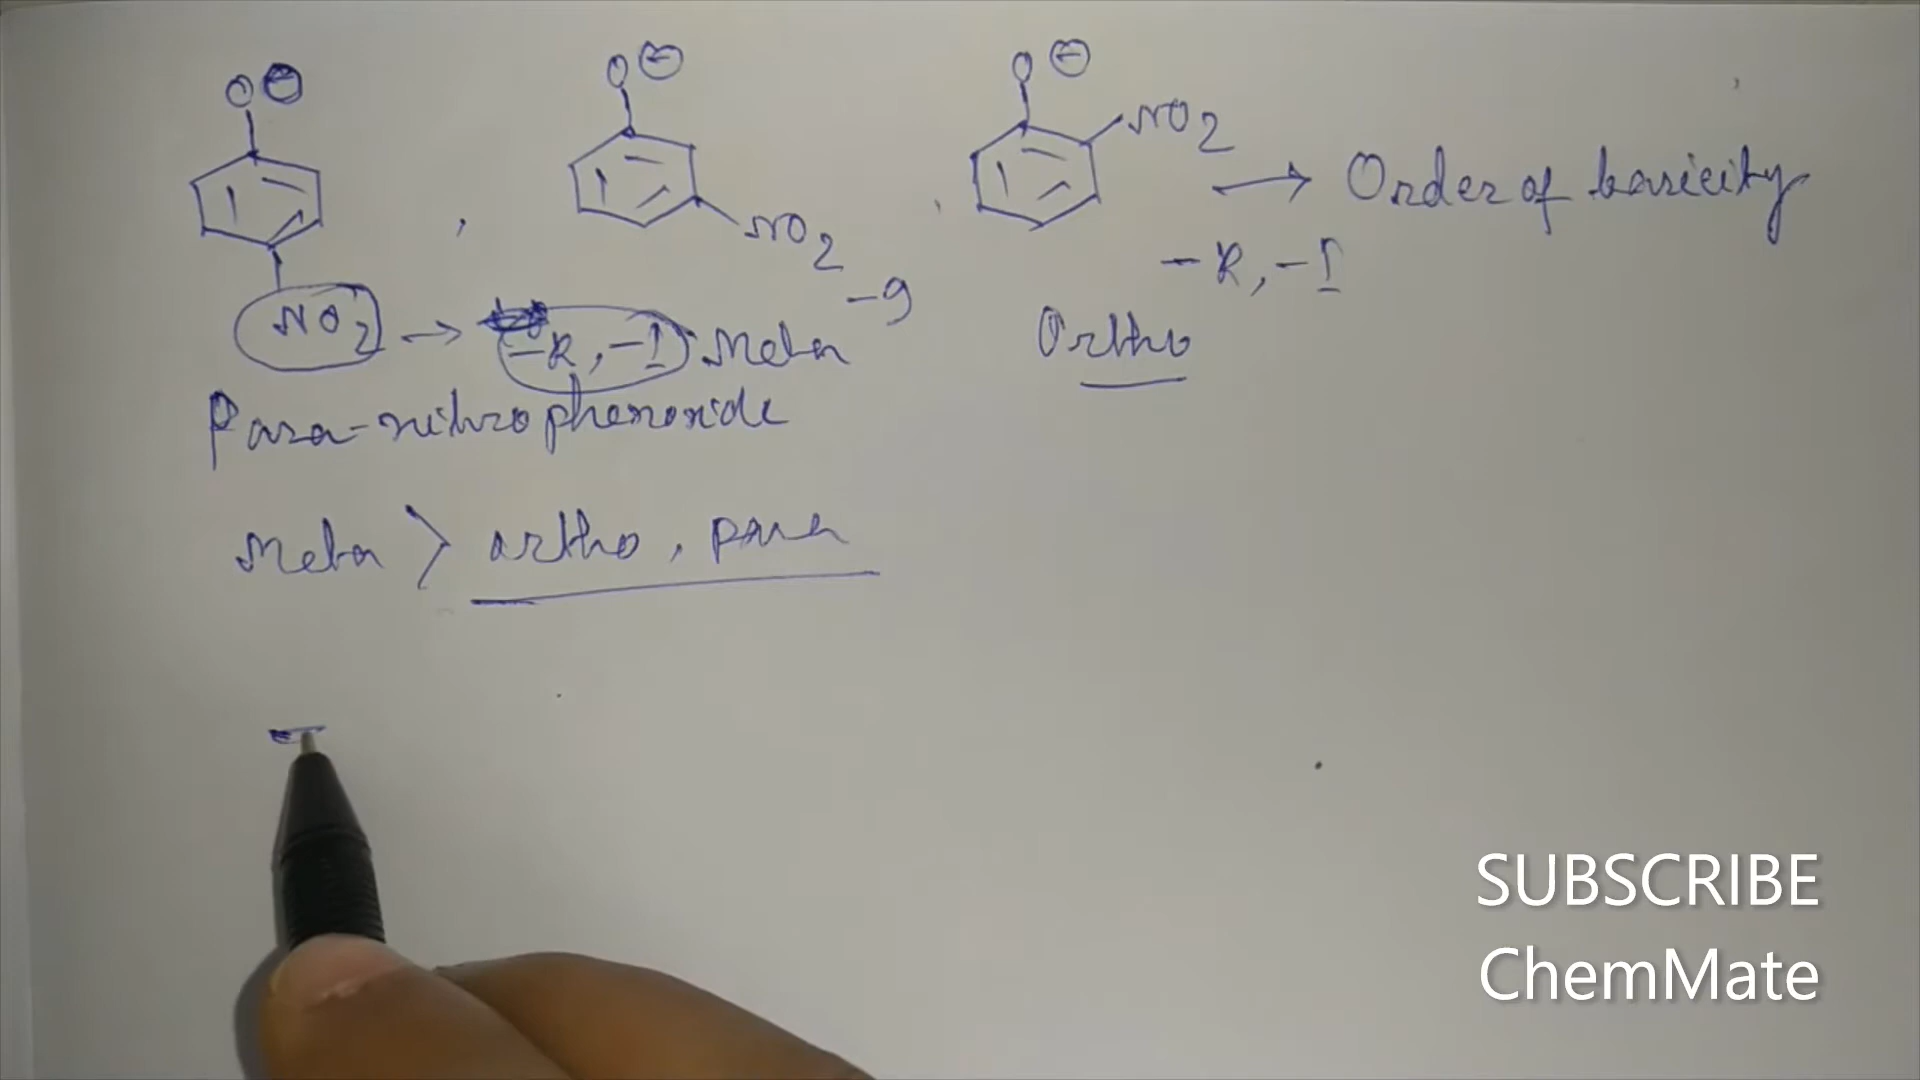 O⊖ , O⊖ , O⊖
NO2 → Order of basicity
NO2
-R, -I
NO2 → -R, -I Meta -I
Ortho
Para-nitrophenoxide
Meta > ortho, para
SUBSCRIBE
ChemMate